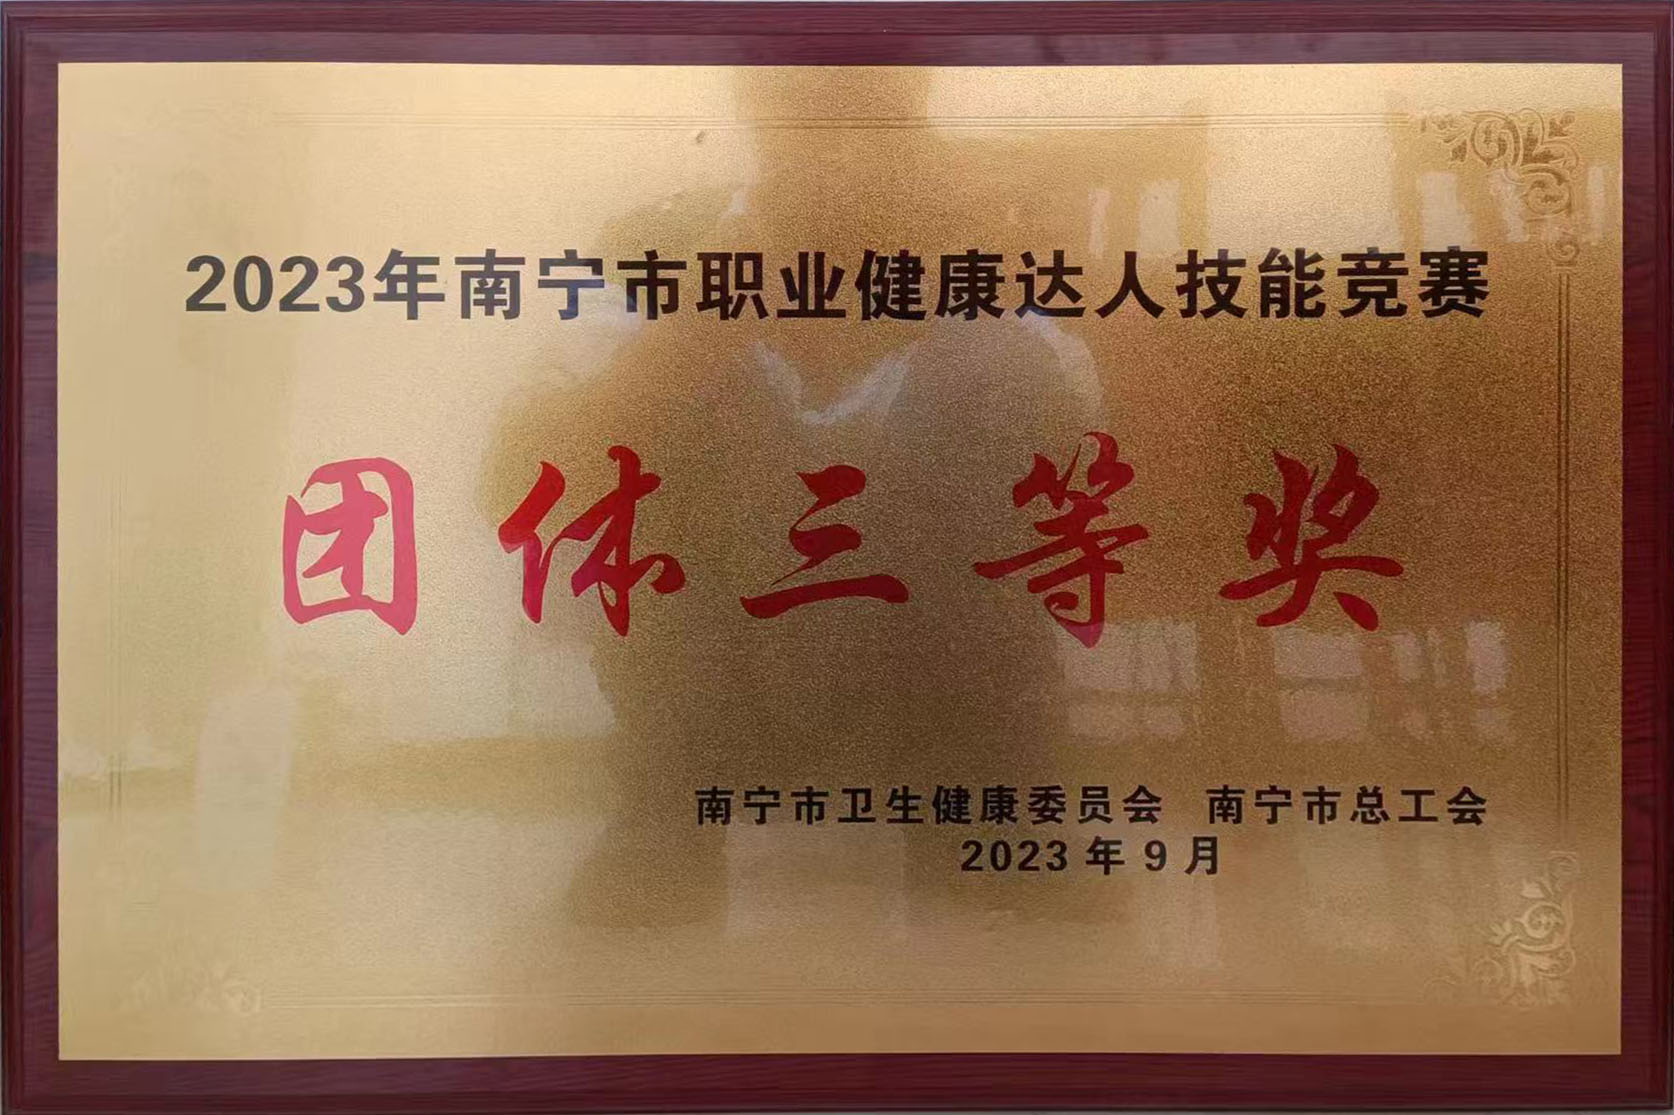 2023年南宁市职业健康达人技能竞赛
团体三等奖
南宁市卫生健康委员会 南宁市总工会
2023年9月